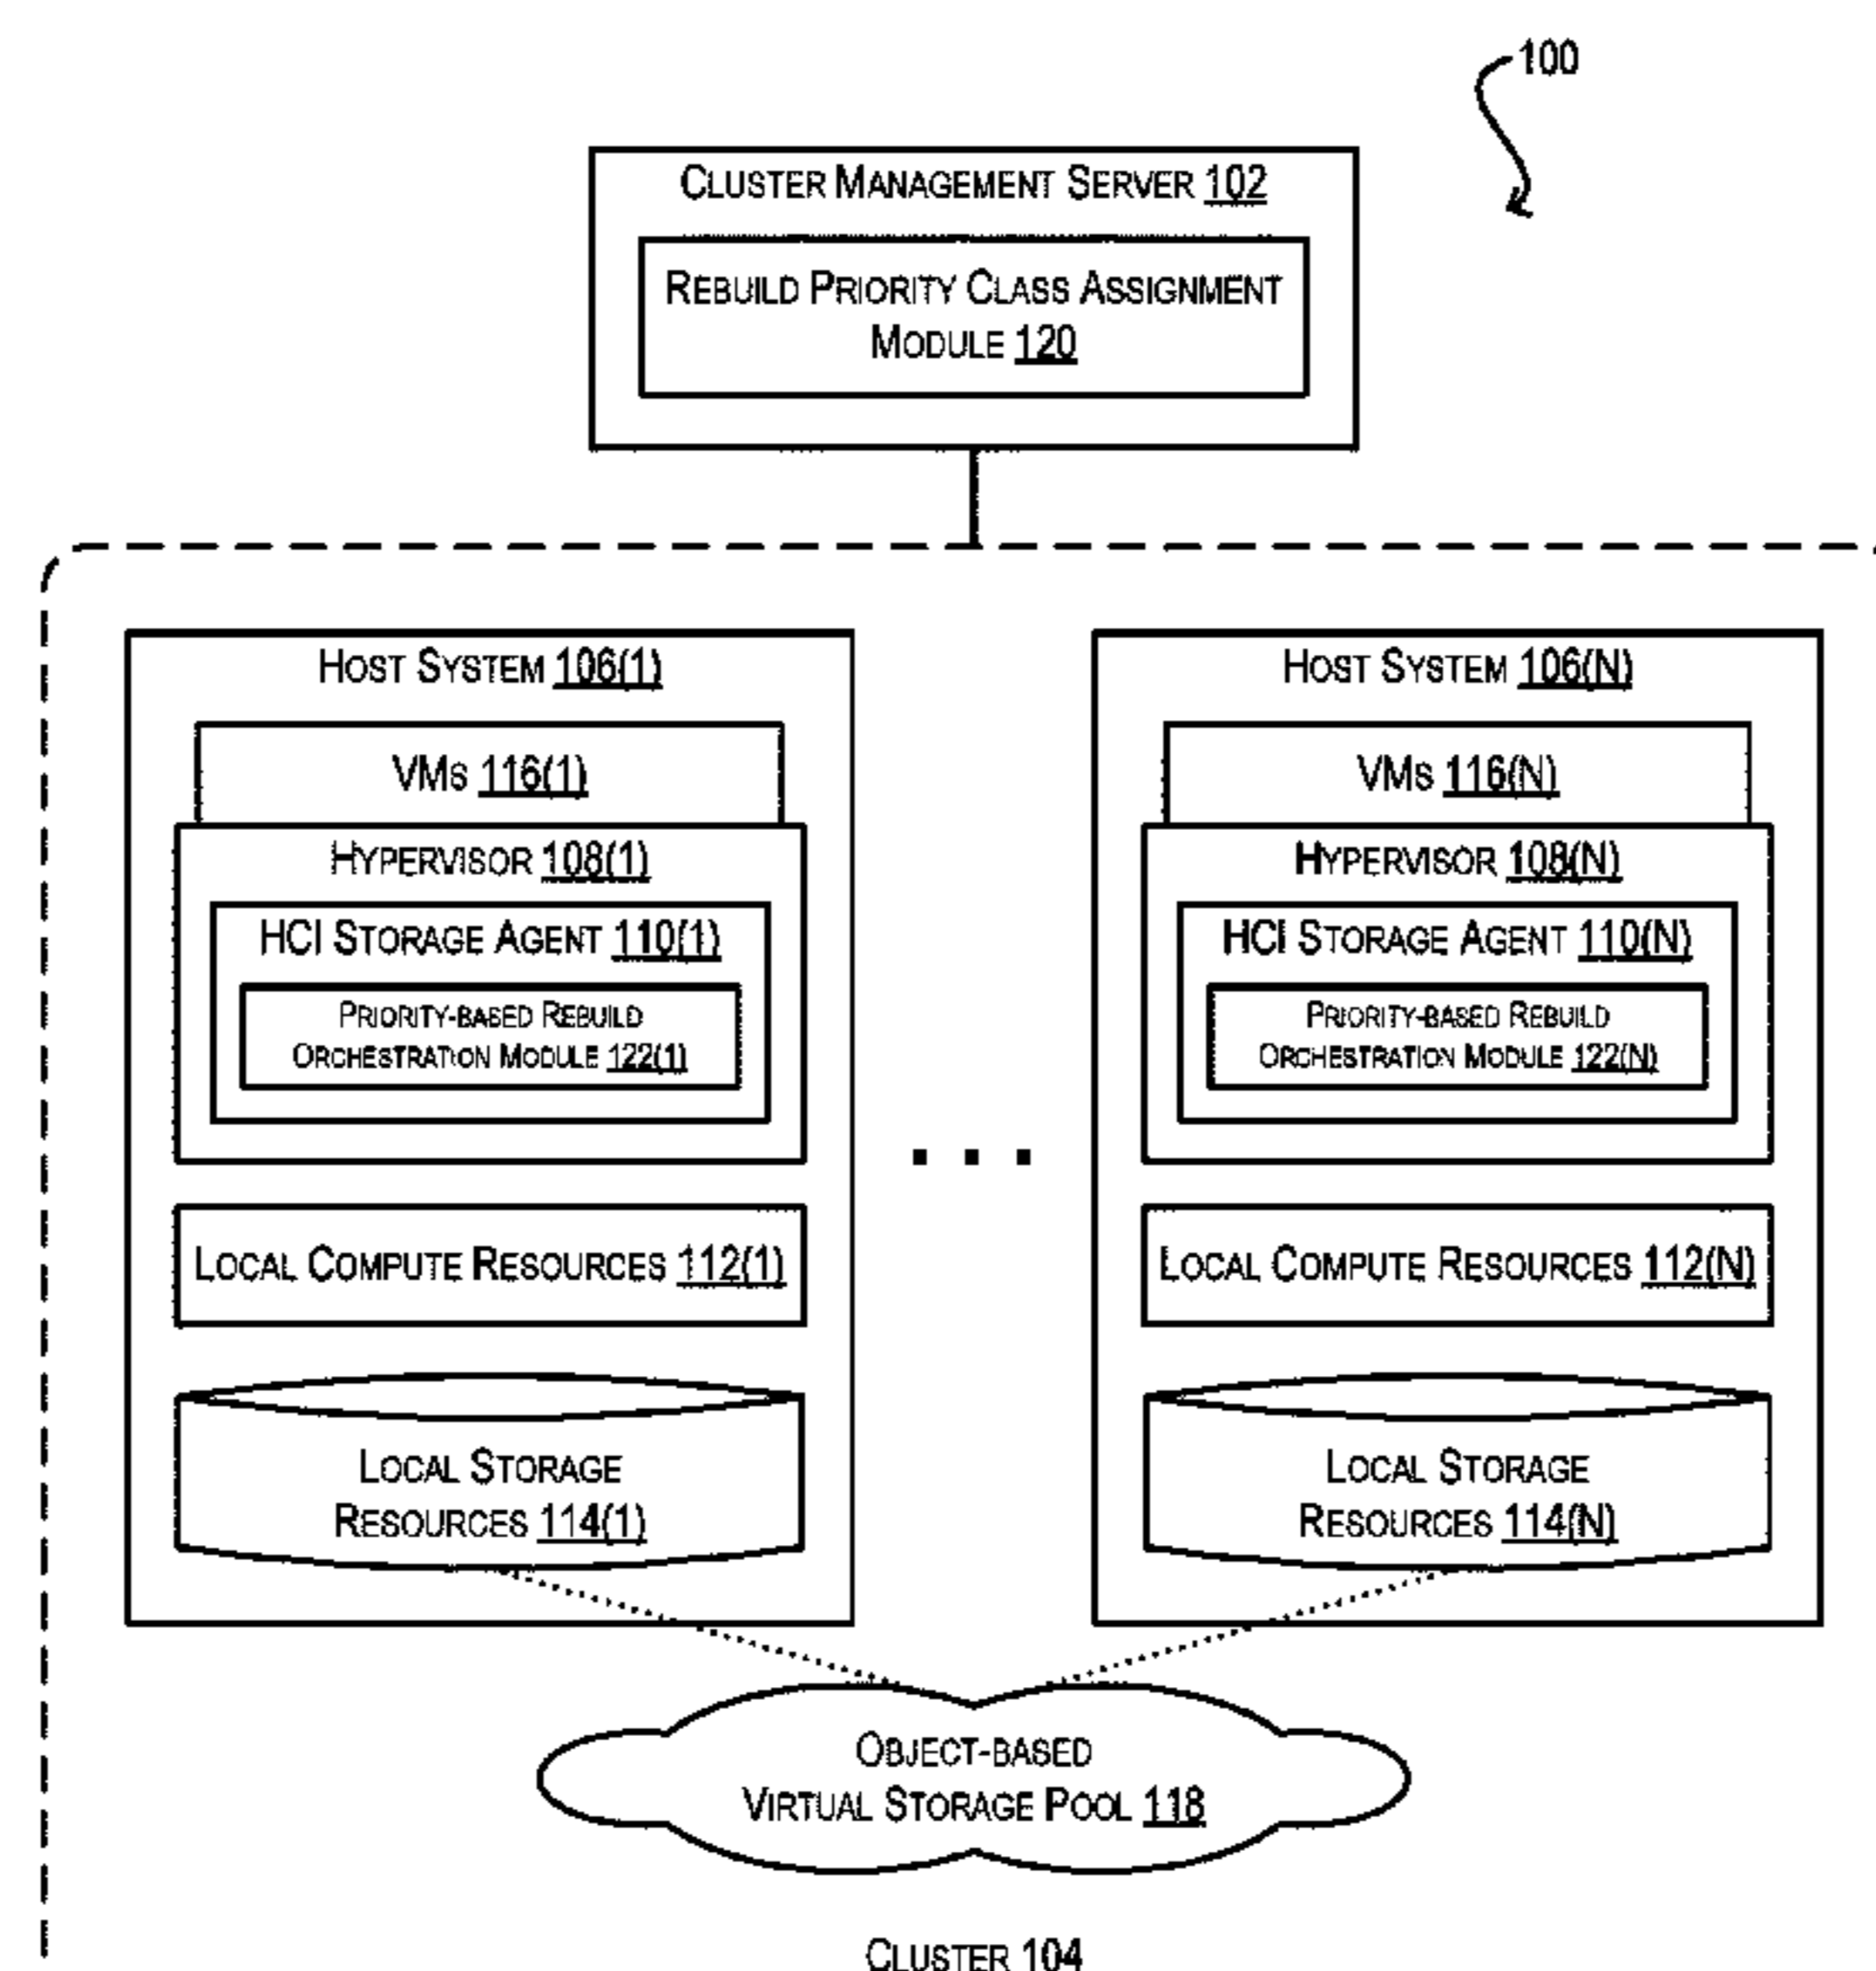 100
CLUSTER MANAGEMENT SERVER 102
REBUILD PRIORITY CLASS ASSIGNMENT
MODULE 120
HOST SYSTEM 106(1)
VMS 116(1)
HYPERVISOR 108(1)
HCI STORAGE AGENT 110(1)
PRIORITY-BASED REBUILD
ORCHESTRATION MODULE 122(1)
LOCAL COMPUTE RESOURCES 112(1)
LOCAL STORAGE
RESOURCES 114(1)
. . .
HOST SYSTEM 106(N)
VMS 116(N)
HYPERVISOR 108(N)
HCI STORAGE AGENT 110(N)
PRIORITY-BASED REBUILD
ORCHESTRATION MODULE 122(N)
LOCAL COMPUTE RESOURCES 112(N)
LOCAL STORAGE
RESOURCES 114(N)
OBJECT-BASED
VIRTUAL STORAGE POOL 118
CLUSTER 104